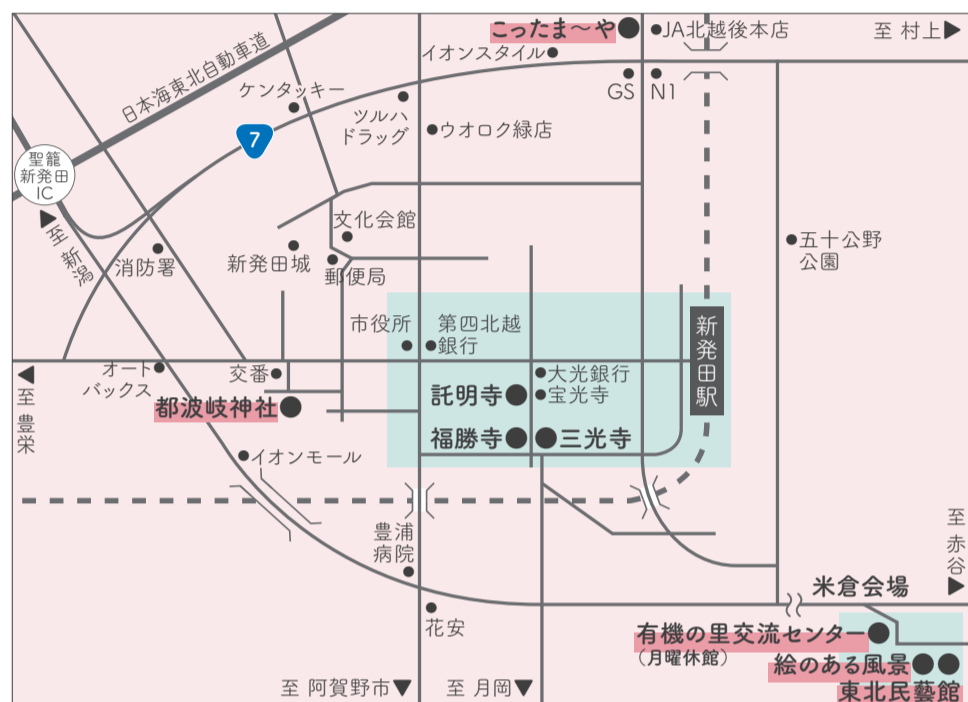 こったま〜や
JA北越後本店
至 村上
イオンスタイル
日本海東北自動車道
ケンタッキー
GS
N1
ツルハ
ドラッグ
ウオロク緑店
7
聖籠
新発田
IC
至 新潟
文化会館
五十公野
公園
消防署
新発田城
郵便局
市役所
第四北越
銀行
新発田駅
オート
バックス
交番
大光銀行
至 豊栄
都波岐神社
託明寺
宝光寺
福勝寺
三光寺
イオンモール
至 赤谷
豊浦
病院
米倉会場
花安
有機の里交流センター
（月曜休館）
絵のある風景
至 阿賀野市
至 月岡
東北民藝館